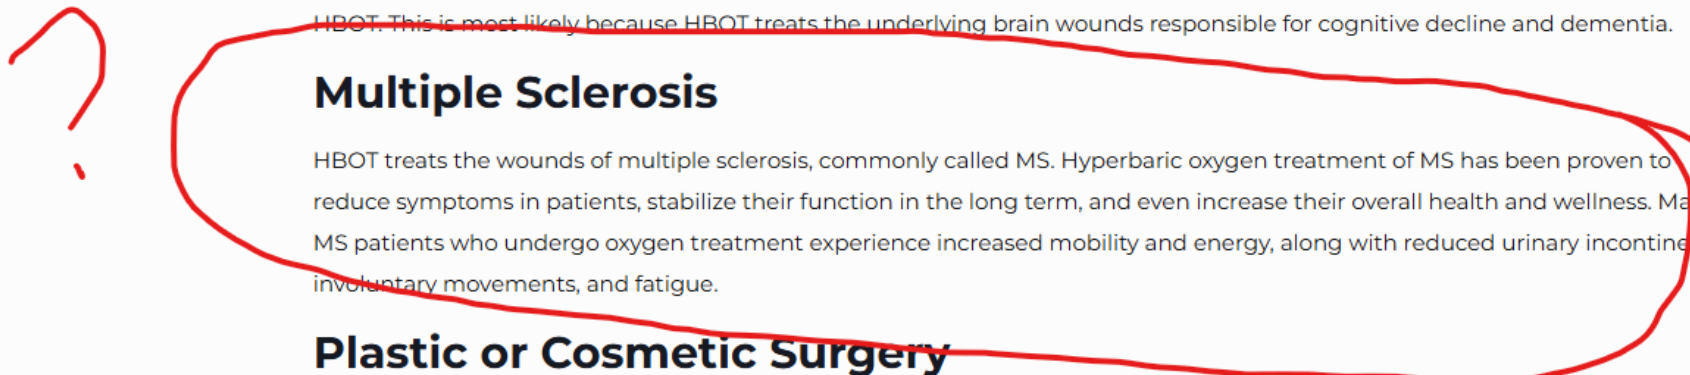 ?
HBOT. This is most likely because HBOT treats the underlying brain wounds responsible for cognitive decline and dementia.
Multiple Sclerosis
HBOT treats the wounds of multiple sclerosis, commonly called MS. Hyperbaric oxygen treatment of MS has been proven to
reduce symptoms in patients, stabilize their function in the long term, and even increase their overall health and wellness. Ma
MS patients who undergo oxygen treatment experience increased mobility and energy, along with reduced urinary incontine
involuntary movements, and fatigue.
Plastic or Cosmetic Surgery